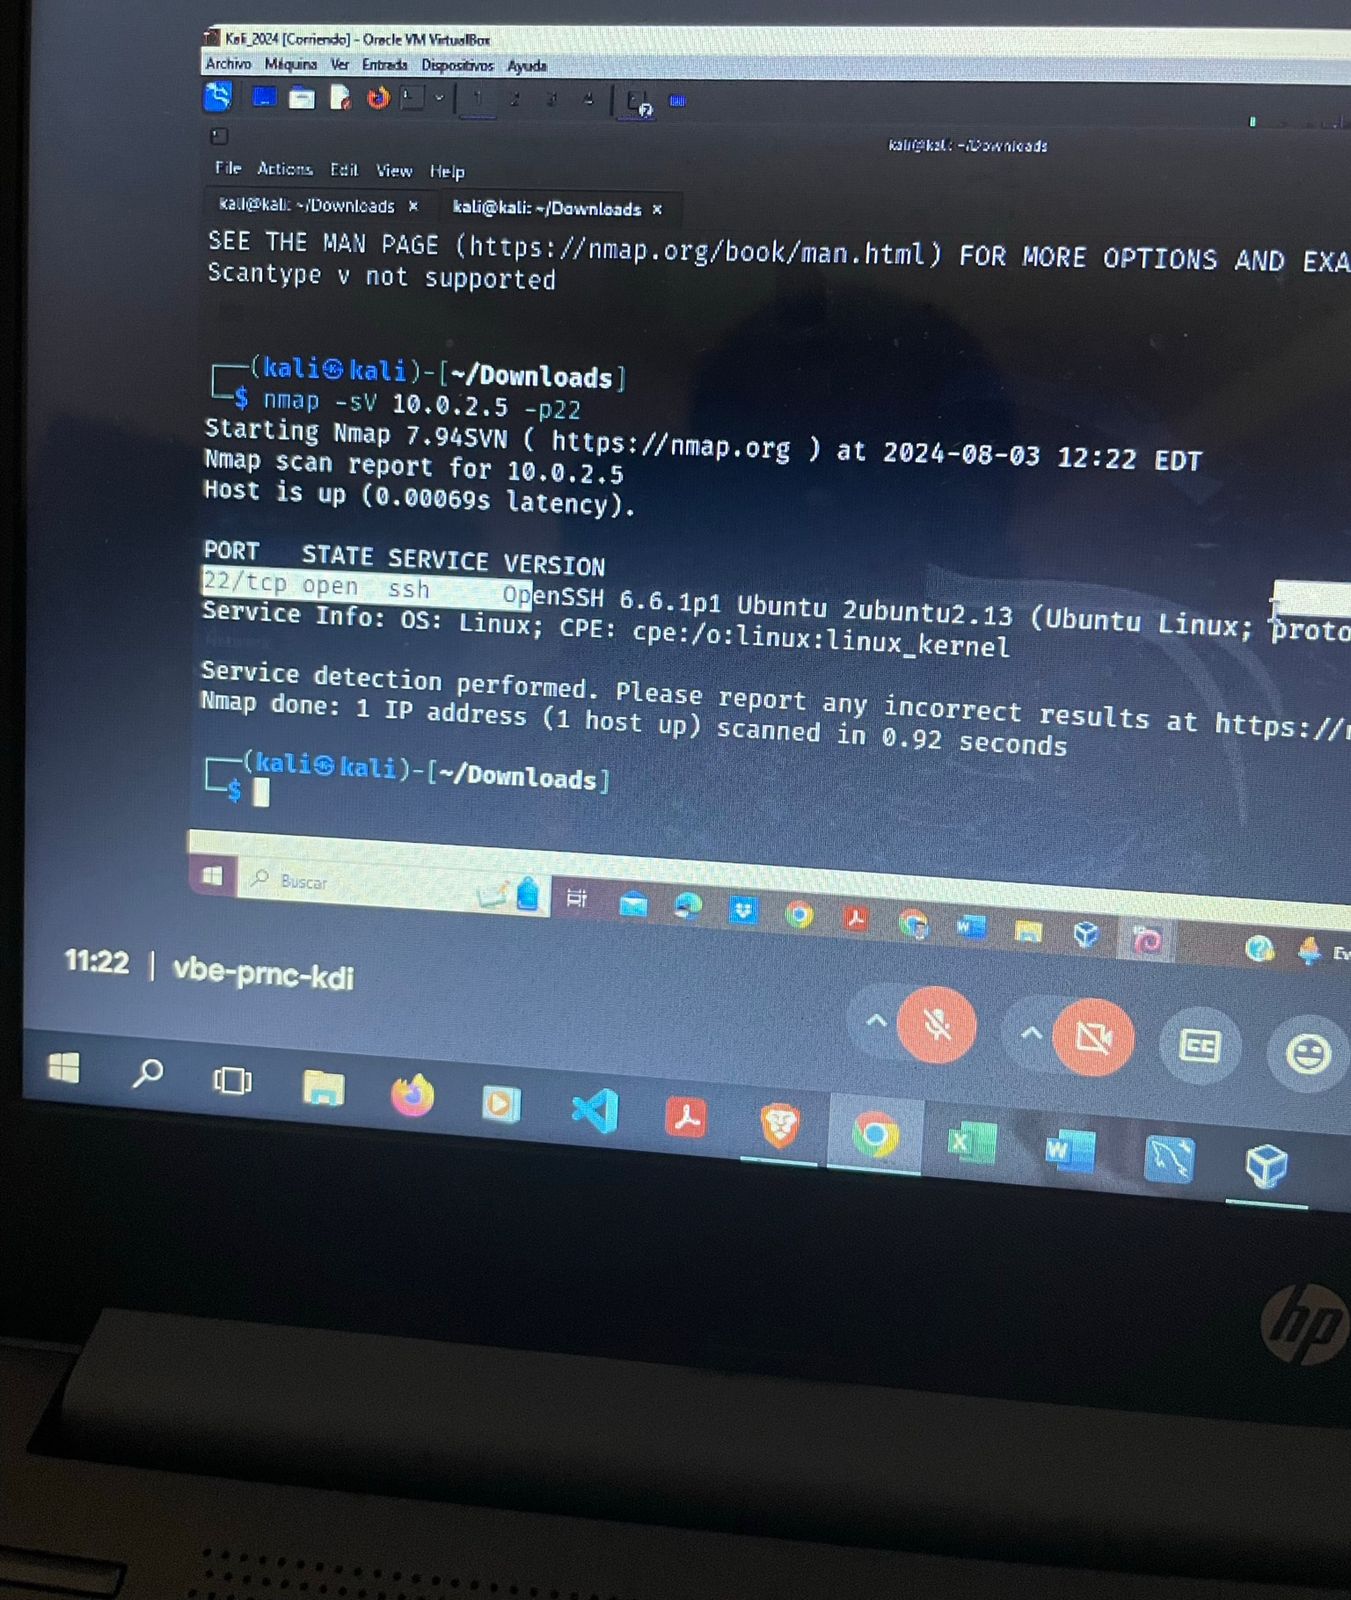 Kali_2024 [Corriendo] - Oracle VM VirtualBox
Archivo Máquina Ver Entrada Dispositivos Ayuda
1 2 3 4
kali@kali: ~/Downloads
File Actions Edit View Help
kali@kali: ~/Downloads × kali@kali: ~/Downloads ×
SEE THE MAN PAGE (https://nmap.org/book/man.html) FOR MORE OPTIONS AND EXA
Scantype v not supported
┌──(kali㉿kali)-[~/Downloads]
└─$ nmap -sV 10.0.2.5 -p22
Starting Nmap 7.94SVN ( https://nmap.org ) at 2024-08-03 12:22 EDT
Nmap scan report for 10.0.2.5
Host is up (0.00069s latency).
PORT STATE SERVICE VERSION
22/tcp open ssh OpenSSH 6.6.1p1 Ubuntu 2ubuntu2.13 (Ubuntu Linux; proto
Service Info: OS: Linux; CPE: cpe:/o:linux:linux_kernel
Service detection performed. Please report any incorrect results at https://n
Nmap done: 1 IP address (1 host up) scanned in 0.92 seconds
┌──(kali㉿kali)-[~/Downloads]
└─$
Buscar
Ev
11:22 | vbe-prnc-kdi
CC
X
W
hp